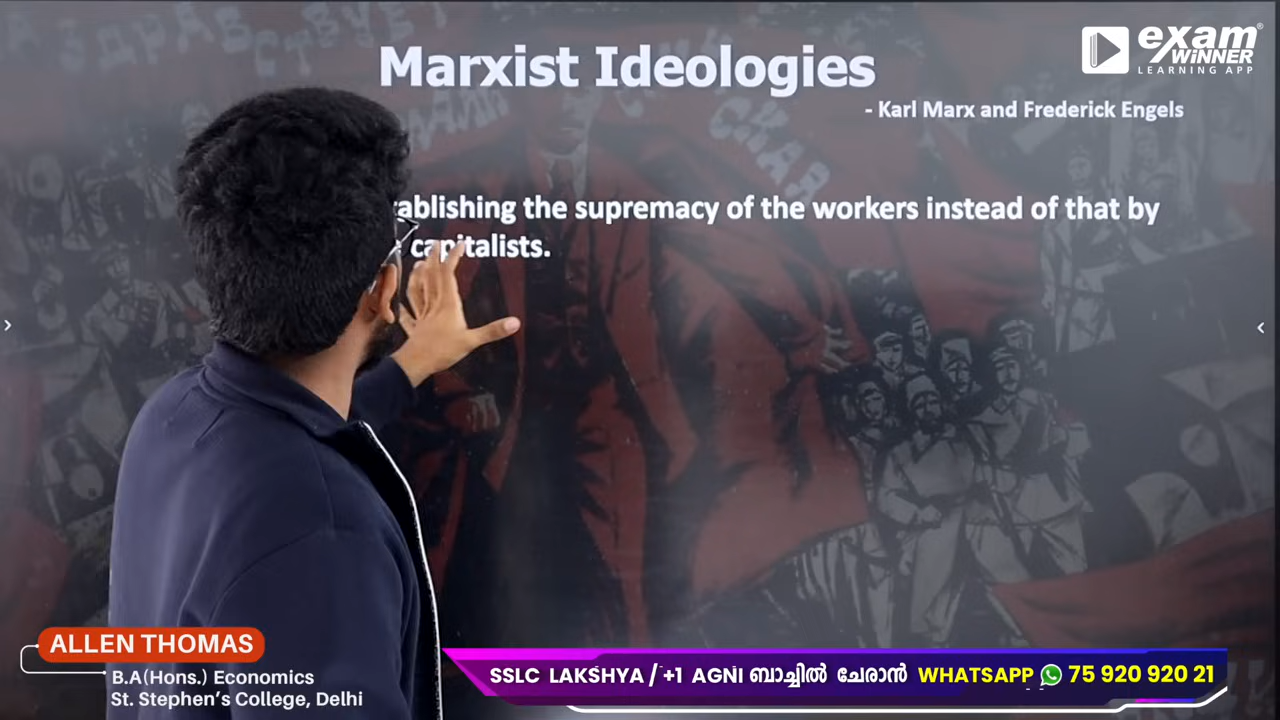 exam
WiNNER
LEARNING APP
Marxist Ideologies
- Karl Marx and Frederick Engels
ablishing the supremacy of the workers instead of that by
capitalists.
ALLEN THOMAS
B.A(Hons.) Economics
St. Stephen's College, Delhi
SSLC LAKSHYA / +1 AGNI ബാച്ചിൽ ചേരാൻ WHATSAPP 75 920 920 21